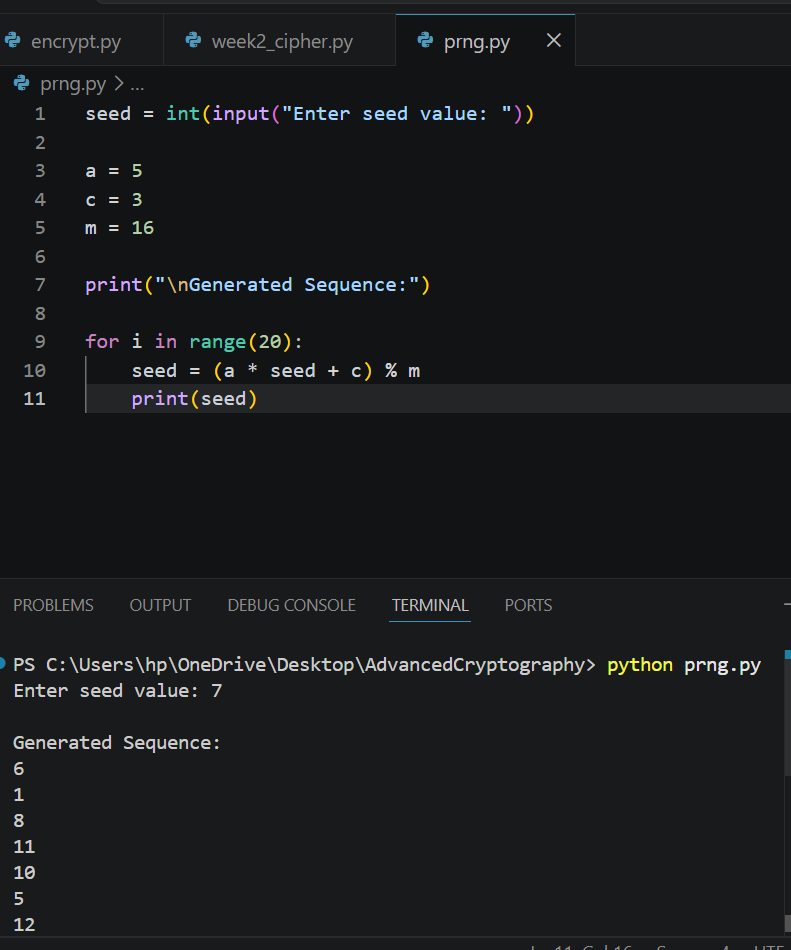 encrypt.py
week2_cipher.py
prng.py
prng.py > ...
1 seed = int(input("Enter seed value: "))
2
3 a = 5
4 c = 3
5 m = 16
6
7 print("\nGenerated Sequence:")
8
9 for i in range(20):
10     seed = (a * seed + c) % m
11     print(seed)
PROBLEMS OUTPUT DEBUG CONSOLE TERMINAL PORTS
PS C:\Users\hp\OneDrive\Desktop\AdvancedCryptography> python prng.py
Enter seed value: 7
Generated Sequence:
6
1
8
11
10
5
12